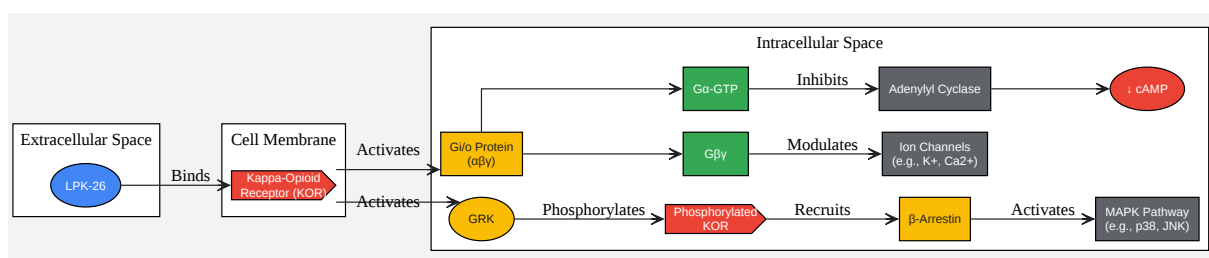 Intracellular Space
Gα-GTP
Inhibits
Adenylyl Cyclase
↓ cAMP
Extracellular Space
LPK-26
Binds
Cell Membrane
Kappa-Opioid
Receptor (KOR)
Activates
Activates
Gi/o Protein
(αβγ)
Gβγ
Modulates
Ion Channels
(e.g., K+, Ca2+)
GRK
Phosphorylates
Phosphorylated
KOR
Recruits
β-Arrestin
Activates
MAPK Pathway
(e.g., p38, JNK)